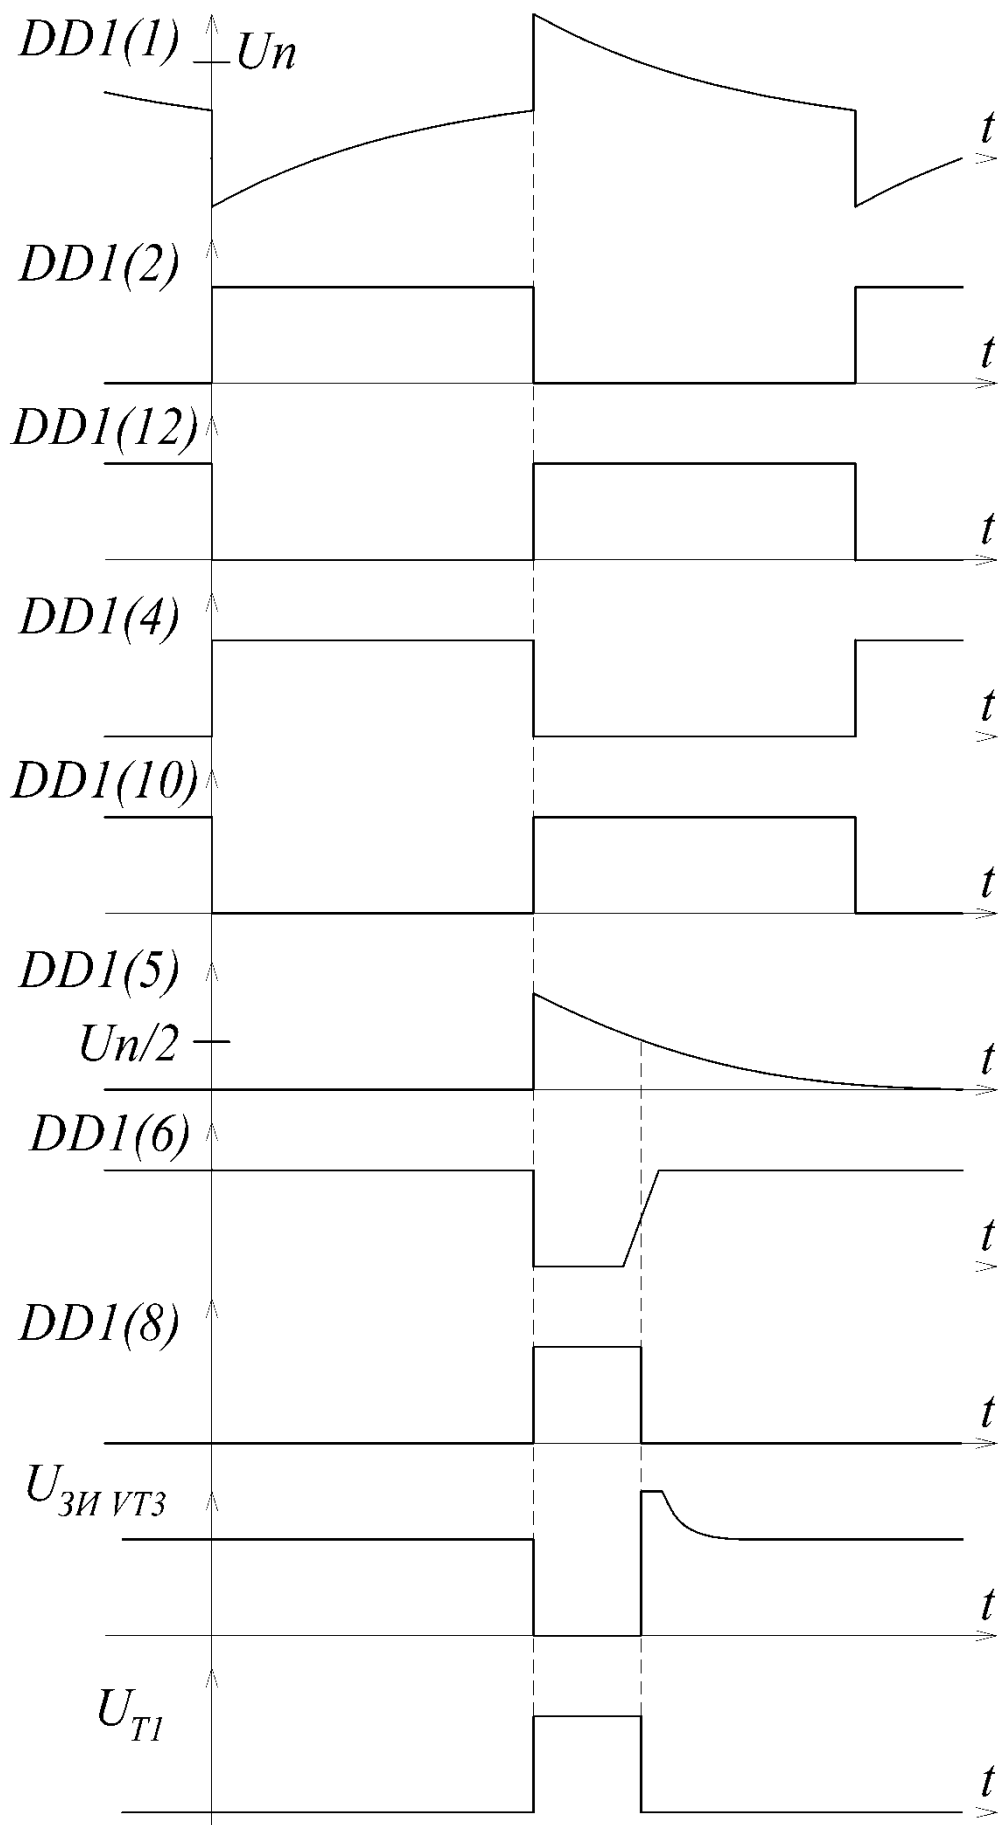 DD1(1)
Un
t
DD1(2)
t
DD1(12)
t
DD1(4)
t
DD1(10)
t
DD1(5)
Un/2
t
DD1(6)
t
DD1(8)
t
UЗИ VT3
t
UT1
t